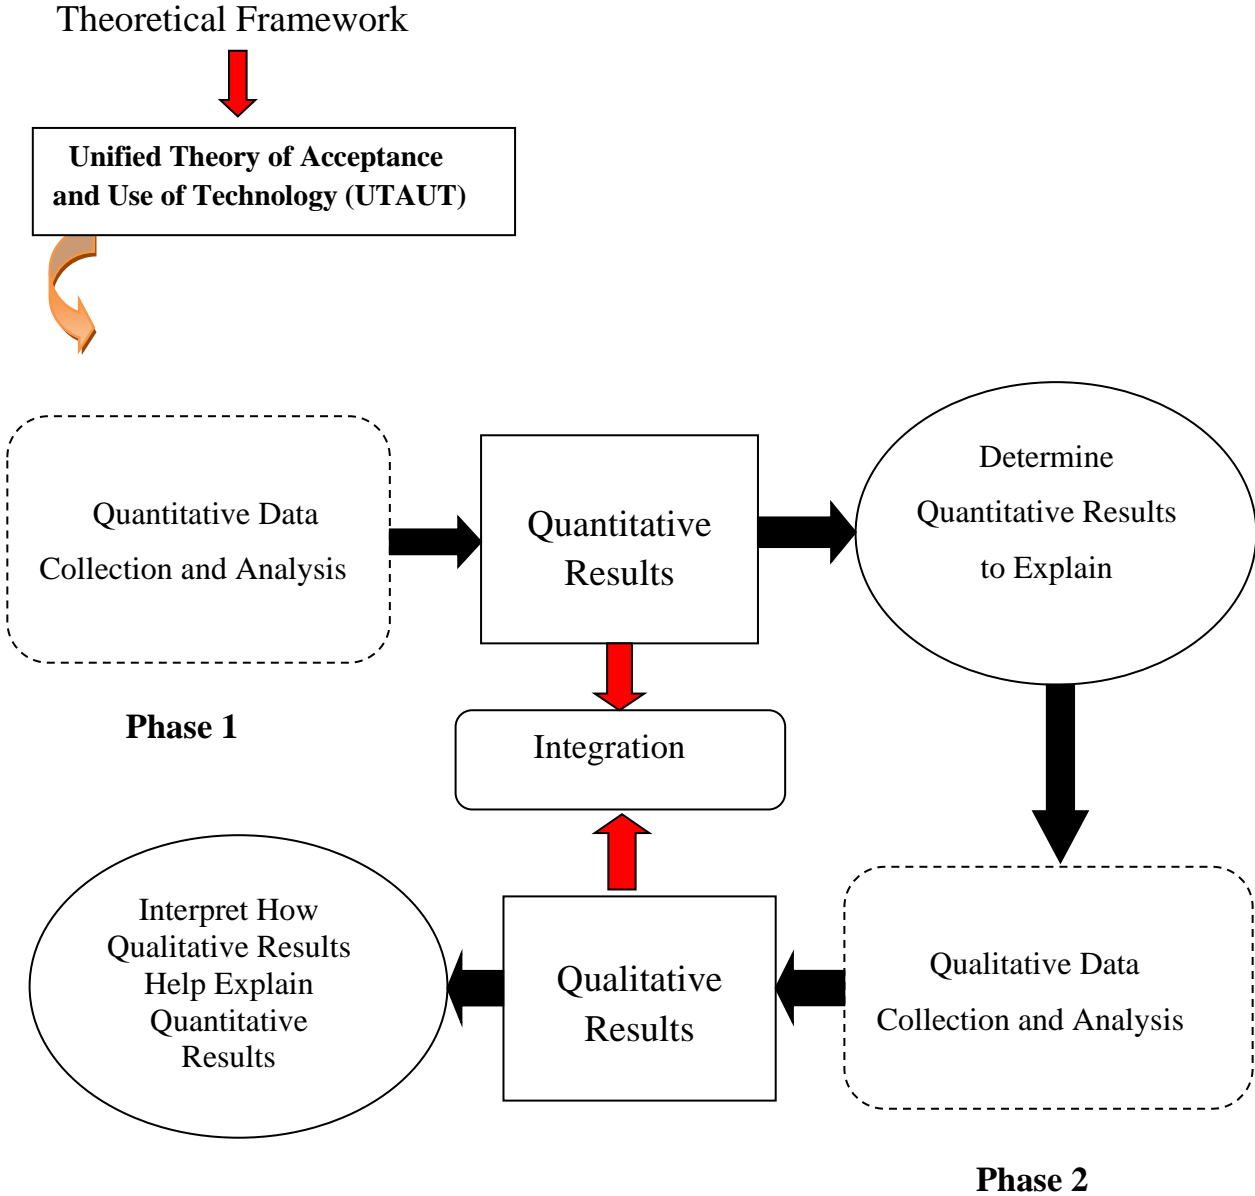 Theoretical Framework
Unified Theory of Acceptance
and Use of Technology (UTAUT)
Quantitative Data
Collection and Analysis
Phase 1
Quantitative
Results
Determine
Quantitative Results
to Explain
Integration
Interpret How
Qualitative Results
Help Explain
Quantitative
Results
Qualitative
Results
Qualitative Data
Collection and Analysis
Phase 2